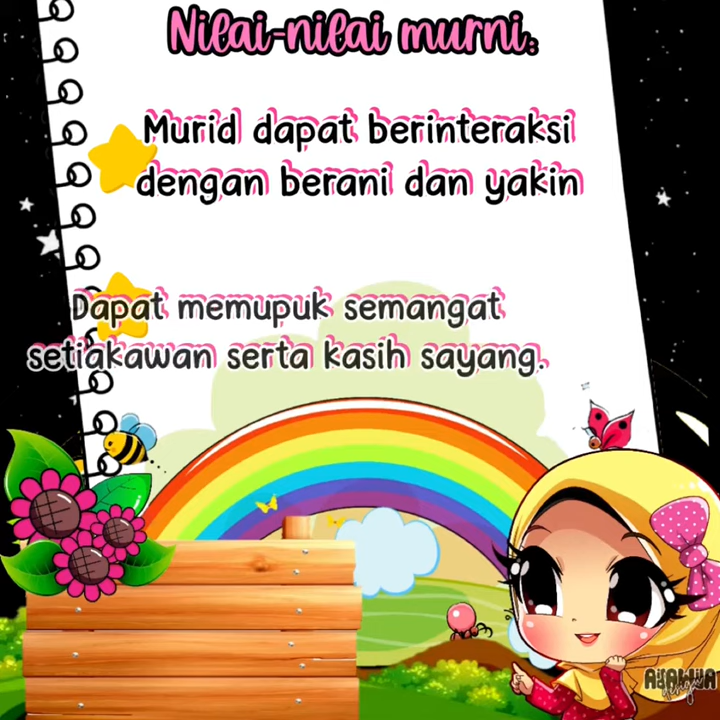 Nilai-nilai murni:
Murid dapat berinteraksi
dengan berani dan yakin
Dapat memupuk semangat
setiakawan serta kasih sayang.